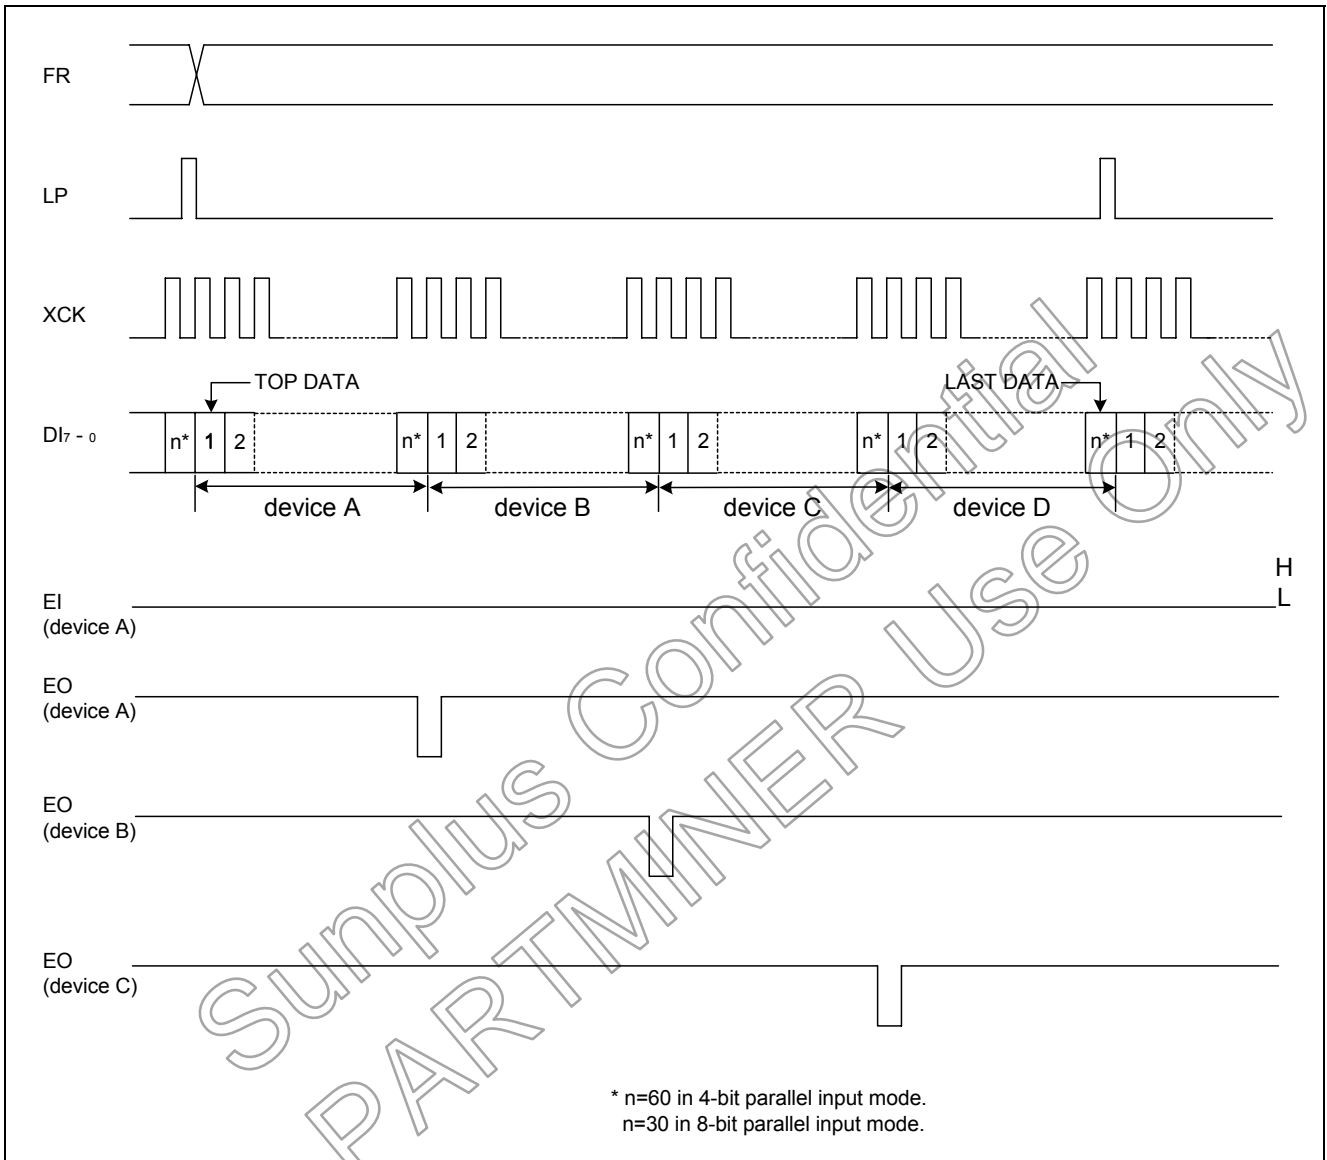 FR
LP
XCK
TOP DATA
LAST DATA
DI7 - 0
n* 1 2 n* 1 2 n* 1 2 n* 1 2 n* 1 2
device A device B device C device D
H
EI L
(device A)
EO
(device A)
EO
(device B)
EO
(device C)
* n=60 in 4-bit parallel input mode.
n=30 in 8-bit parallel input mode.
Sunplus Confidential
PARTMINER Use Only